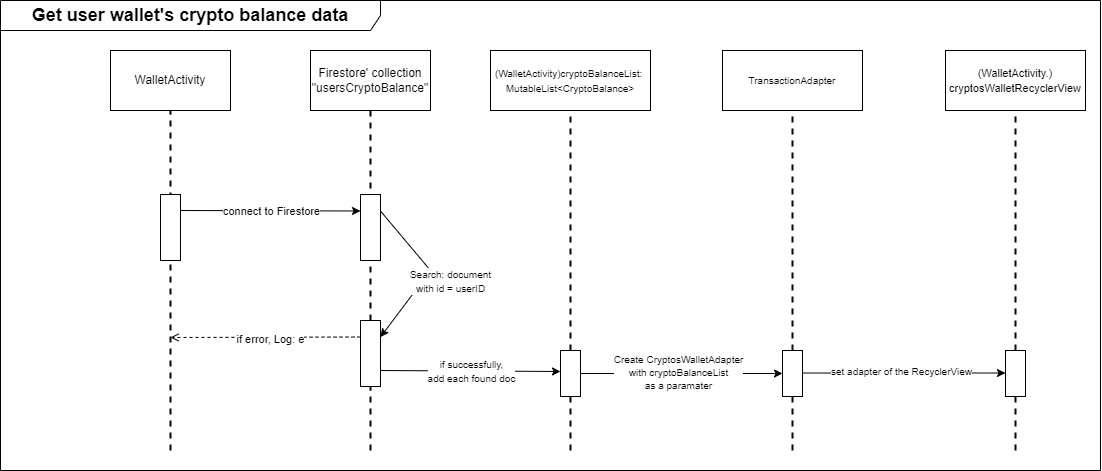 Get user wallet's crypto balance data
WalletActivity
Firestore' collection
"usersCryptoBalance"
(WalletActivity)cryptoBalanceList:
MutableList<CryptoBalance>
TransactionAdapter
(WalletActivity.)
cryptosWalletRecyclerView
connect to Firestore
Search: document
with id = userID
if error, Log: e
if successfully,
add each found doc
Create CryptosWalletAdapter
with cryptoBalanceList
as a paramater
set adapter of the RecyclerView